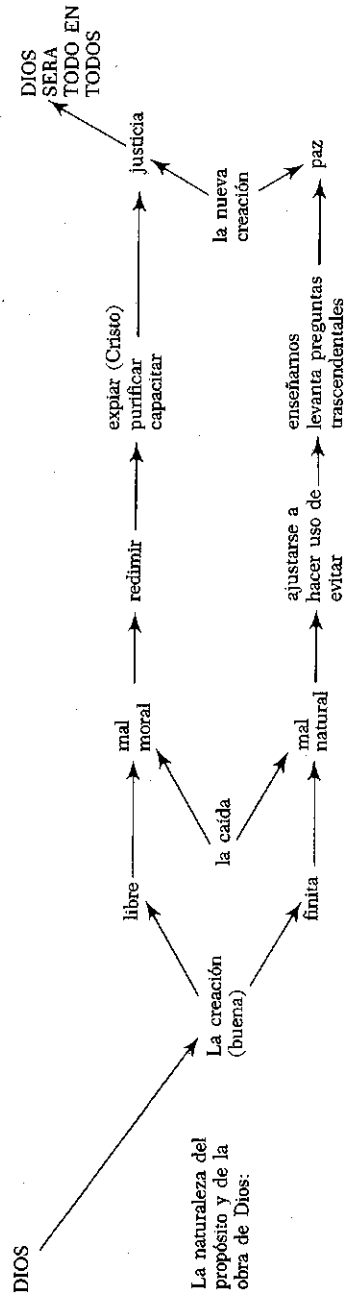 DIOS
La naturaleza del
propósito y de la
obra de Dios:
La creación
(buena)
libre
finita
la caída
mal
moral
mal
natural
redimir
ajustarse a
hacer uso de
evitar
expiar (Cristo)
purificar
capacitar
enseñarnos
levanta preguntas
trascendentales
la nueva
creación
justicia
paz
DIOS
SERA
TODO EN
TODOS